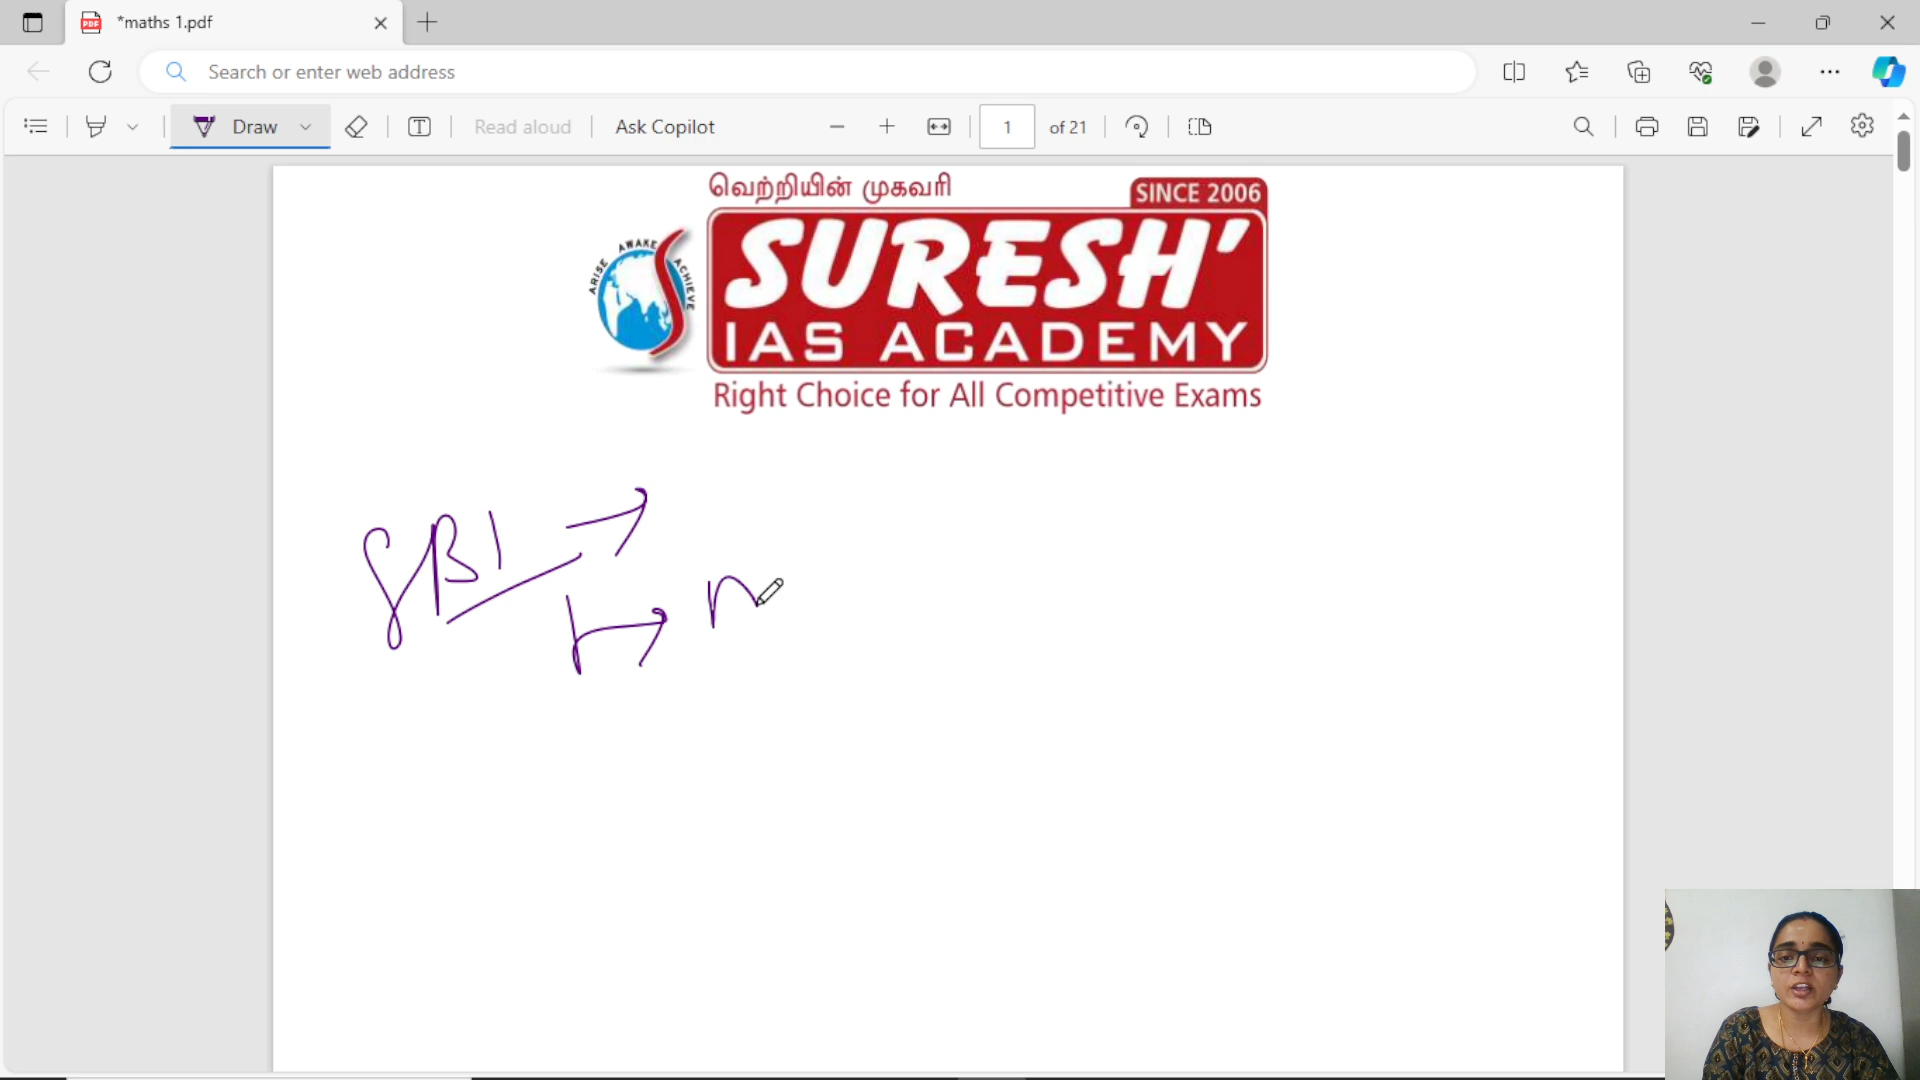 *maths 1.pdf
Search or enter web address
Draw
Read aloud
Ask Copilot
1 of 21
வெற்றியின் முகவரி
SINCE 2006
ARISE AWAKE ACHIEVE
SURESH'
IAS ACADEMY
Right Choice for All Competitive Exams
SBI